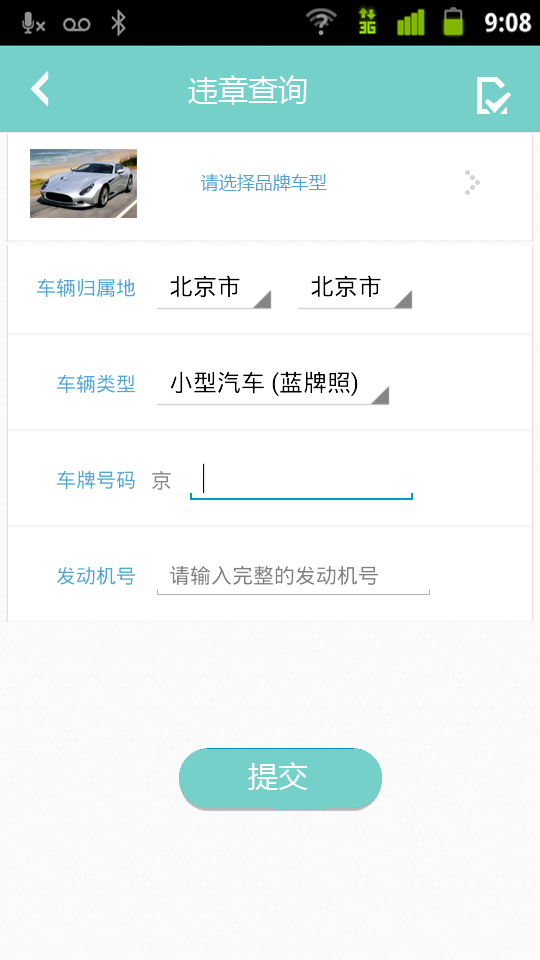 3G 9:08
违章查询
请选择品牌车型
车辆归属地 北京市 北京市
车辆类型 小型汽车 (蓝牌照)
车牌号码 京
发动机号 请输入完整的发动机号
提交